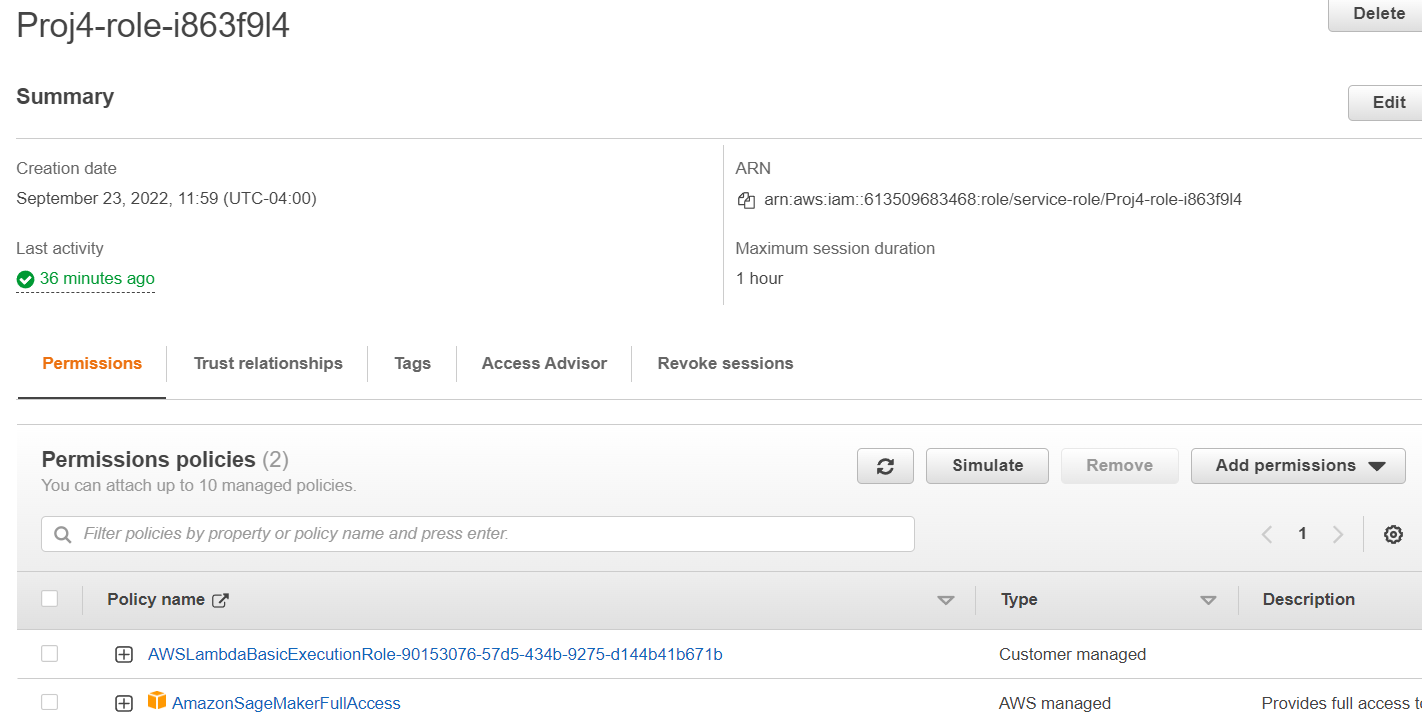 Proj4-role-i863f9l4
Delete
Summary
Edit
Creation date
ARN
September 23, 2022, 11:59 (UTC-04:00)
arn:aws:iam::613509683468:role/service-role/Proj4-role-i863f9l4
Last activity
Maximum session duration
36 minutes ago
1 hour
Permissions Trust relationships Tags Access Advisor Revoke sessions
Permissions policies (2)
You can attach up to 10 managed policies.
Simulate Remove Add permissions
Filter policies by property or policy name and press enter.
1
Policy name Type Description
AWSLambdaBasicExecutionRole-90153076-57d5-434b-9275-d144b41b671b Customer managed
AmazonSageMakerFullAccess AWS managed Provides full access